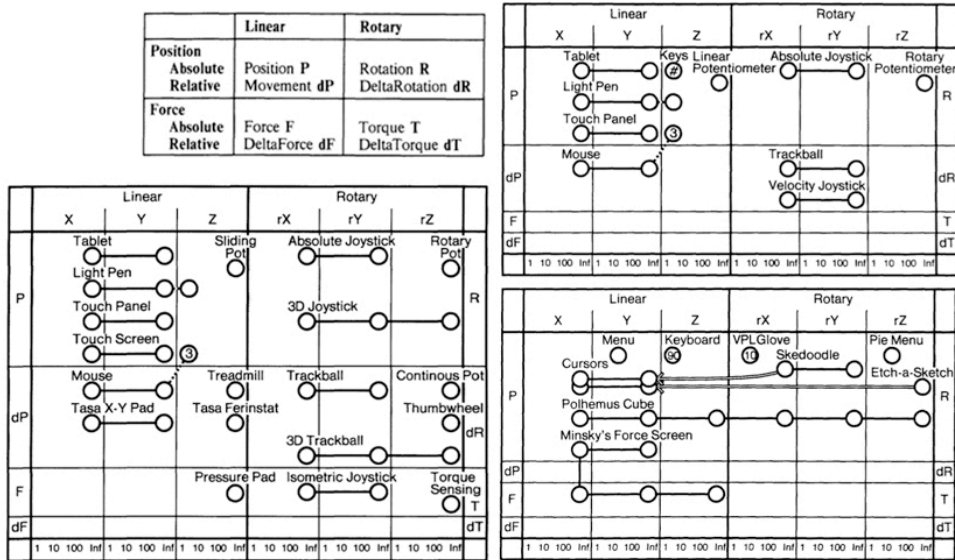 Linear Rotary
Position
Absolute Position P Rotation R
Relative Movement dP DeltaRotation dR
Force
Absolute Force F Torque T
Relative DeltaForce dF DeltaTorque dT
Linear Rotary
X Y Z rX rY rZ
Tablet Keys Linear Absolute Joystick Rotary
# Potentiometer Potentiometer
P Light Pen R
Touch Panel
3
Mouse Trackball
dP dR
Velocity Joystick
F T
dF dT
1 10 100 Inf 1 10 100 Inf 1 10 100 Inf 1 10 100 Inf 1 10 100 Inf 1 10 100 Inf
Linear Rotary
X Y Z rX rY rZ
Tablet Sliding Absolute Joystick Rotary
Pot Pot
Light Pen
P R
Touch Panel 3D Joystick
Touch Screen
3
Mouse Treadmill Trackball Continous Pot
Tasa X-Y Pad Tasa Ferinstat Thumbwheel
dP dR
3D Trackball
Pressure Pad Isometric Joystick Torque
F Sensing T
dF dT
1 10 100 Inf 1 10 100 Inf 1 10 100 Inf 1 10 100 Inf 1 10 100 Inf 1 10 100 Inf
Linear Rotary
X Y Z rX rY rZ
Menu Keyboard VPLGlove Pie Menu
90 10 Skedoodle
Cursors Etch-a-Sketch
P R
Polhemus Cube
Minsky's Force Screen
dP dR
F T
dF dT
1 10 100 Inf 1 10 100 Inf 1 10 100 Inf 1 10 100 Inf 1 10 100 Inf 1 10 100 Inf